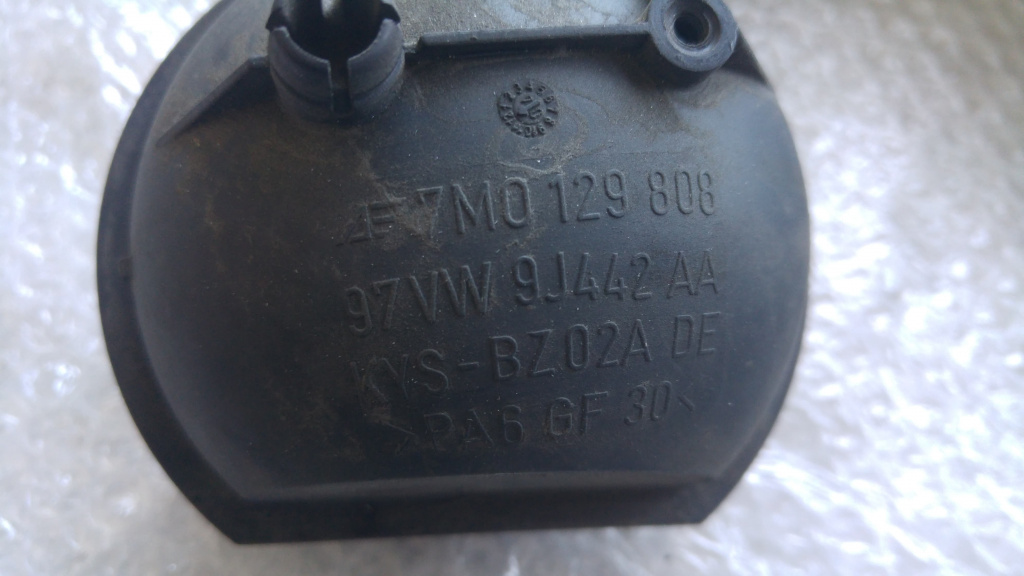 7M0 129 808
97VW 9J442 AA
KVS-BZ02A DE
>PA6 GF 30<